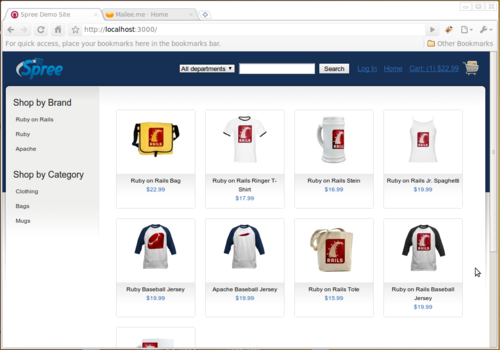 Spree Demo Site
Mailee.me - Home
http://localhost:3000/
For quick access, place your bookmarks here in the bookmarks bar.
Other Bookmarks
Spree
All departments
Search
Log In
Home
Cart: (1) $22.99
Shop by Brand
Ruby on Rails
Ruby
Apache
Shop by Category
Clothing
Bags
Mugs
RAILS
RAILS
RAILS
RAILS
Ruby on Rails Bag
$22.99
Ruby on Rails Ringer T-
Shirt
$17.99
Ruby on Rails Stein
$16.99
Ruby on Rails Jr. Spaghetti
$19.99
RAILS
RAILS
Ruby Baseball Jersey
$19.99
Apache Baseball Jersey
$19.99
Ruby on Rails Tote
$15.99
Ruby on Rails Baseball
Jersey
$19.99